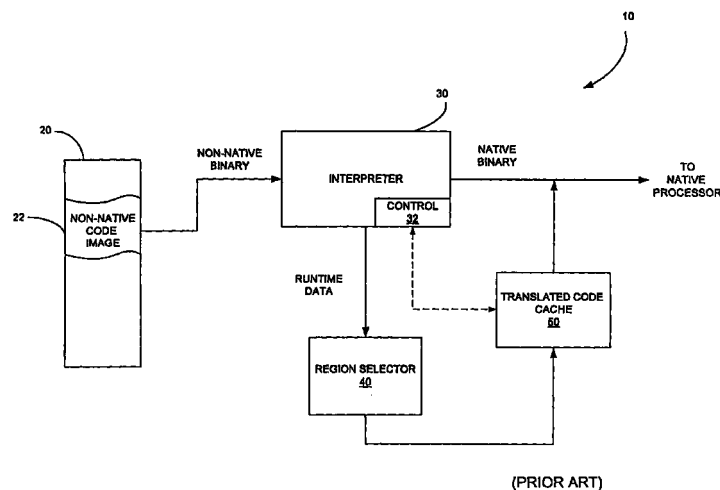 10
30
20
NON-NATIVE
BINARY
NATIVE
BINARY
INTERPRETER
TO
NATIVE
PROCESSOR
CONTROL
32
22
NON-NATIVE
CODE
IMAGE
RUNTIME
DATA
TRANSLATED CODE
CACHE
50
REGION SELECTOR
40
(PRIOR ART)